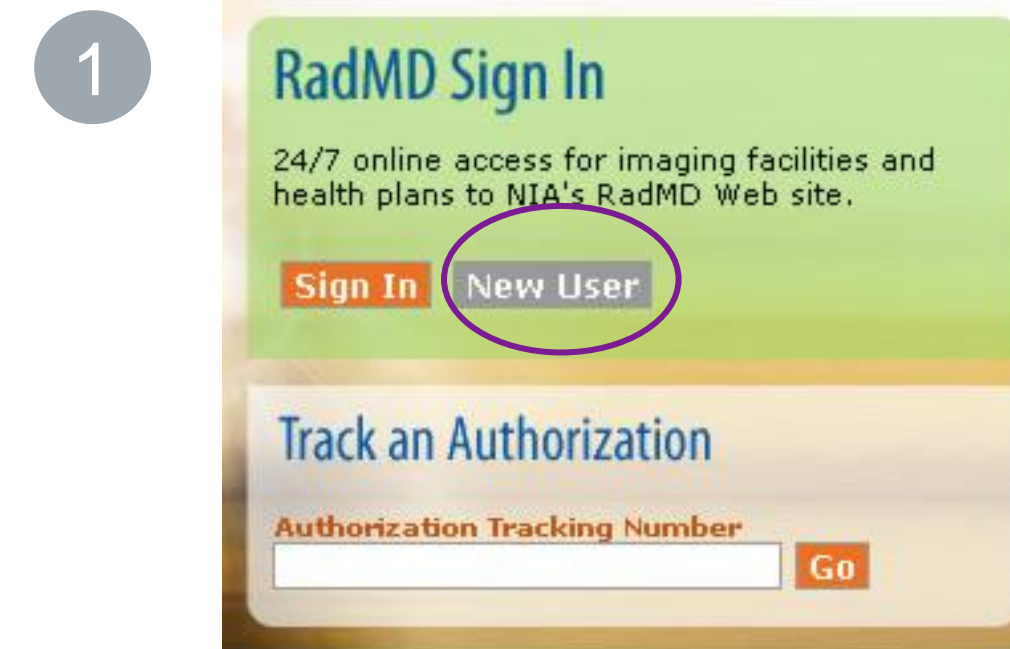 1
RadMD Sign In
24/7 online access for imaging facilities and
health plans to NIA's RadMD Web site.
Sign In New User
Track an Authorization
Authorization Tracking Number
Go